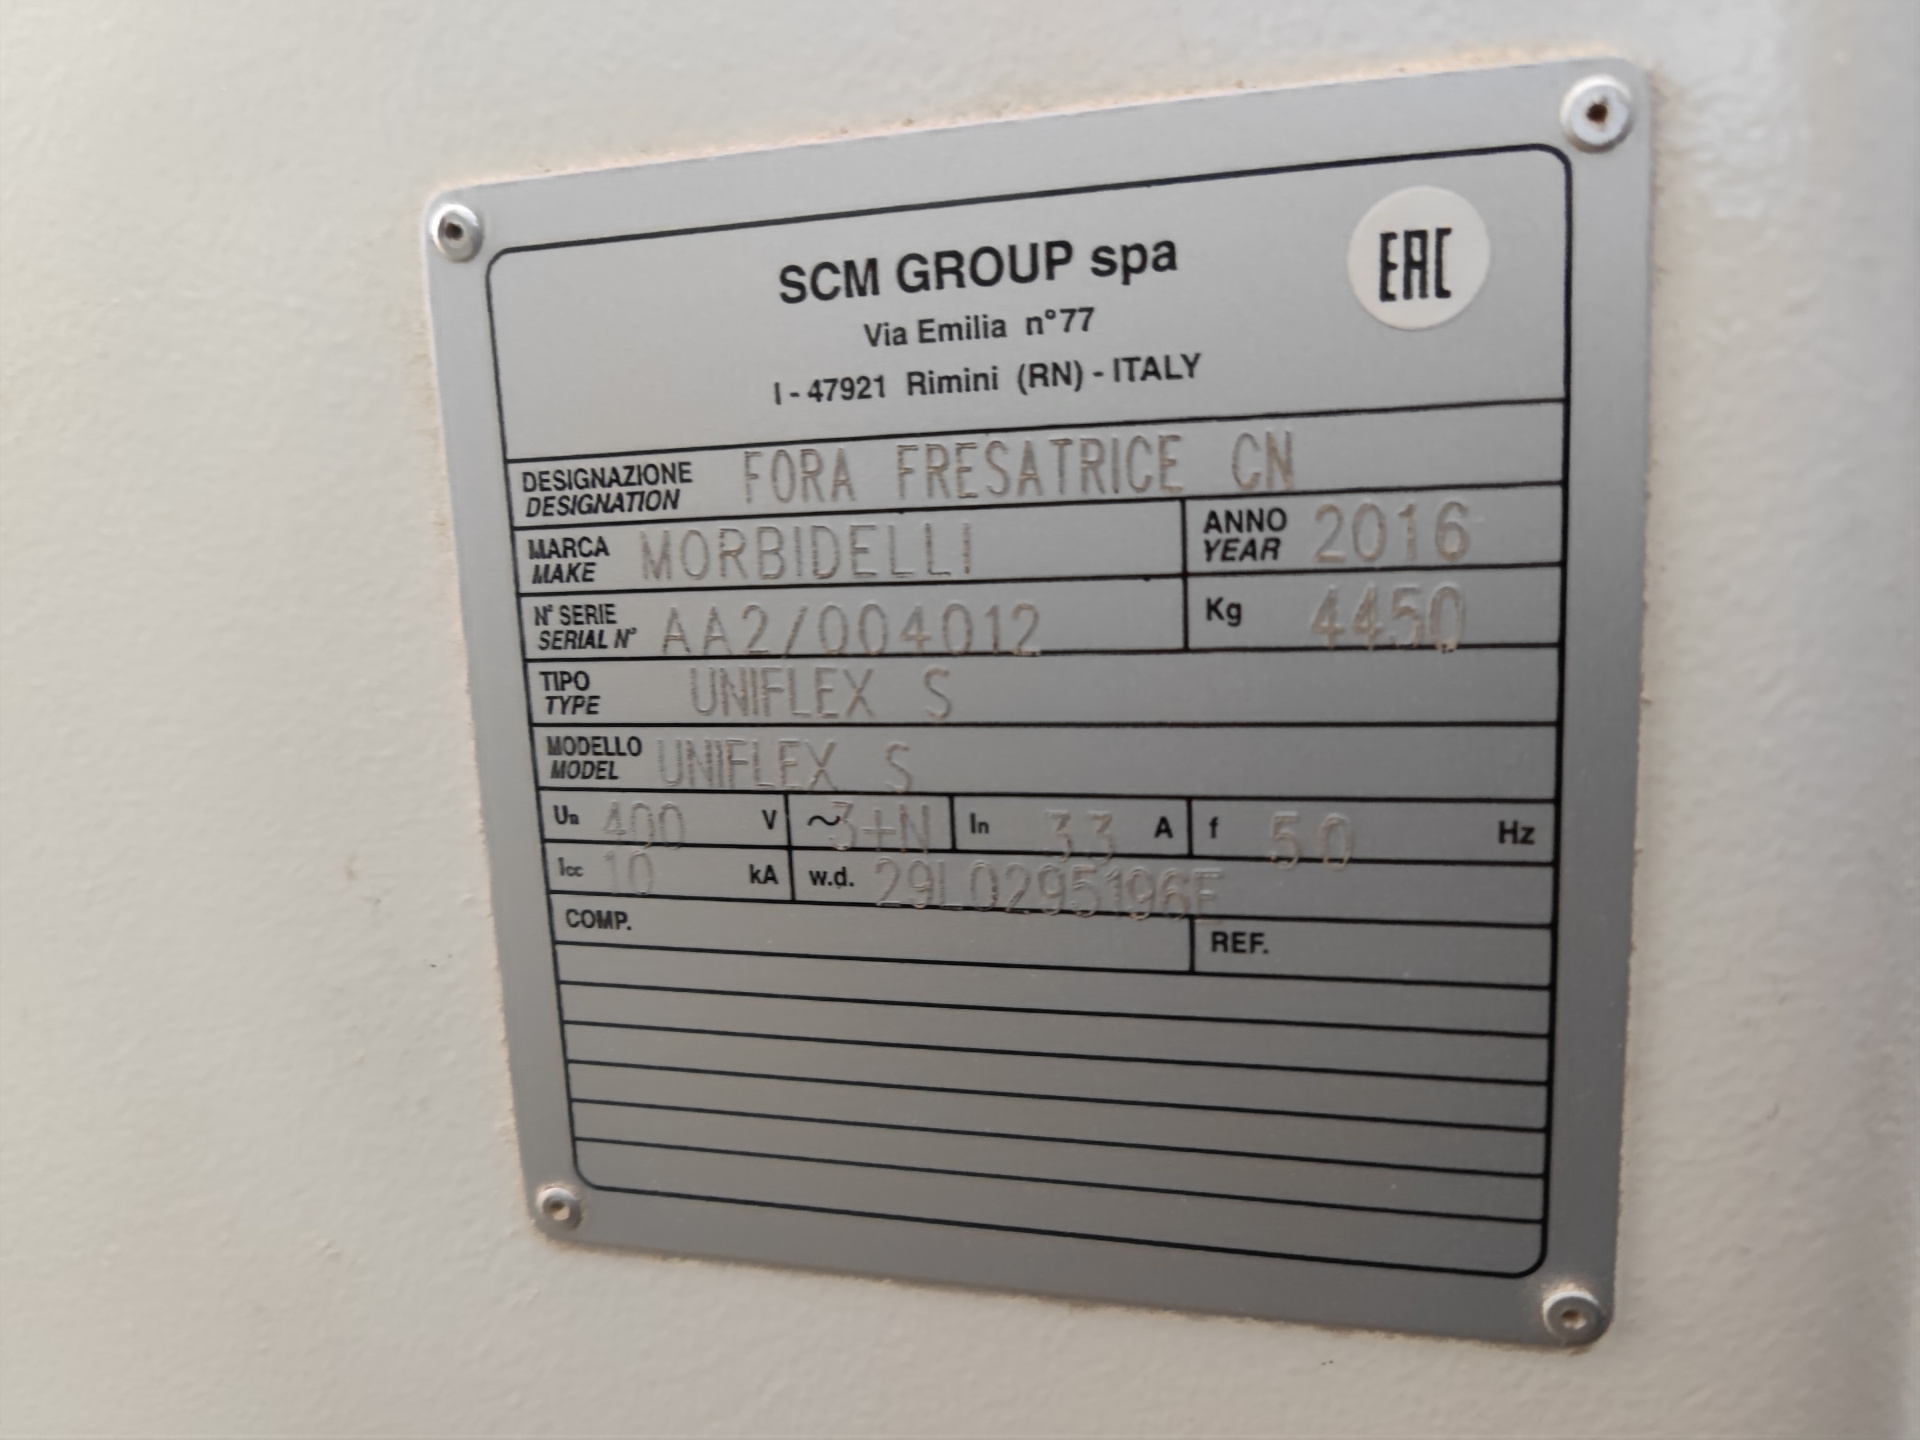 SCM GROUP spa
EAC
Via Emilia n°77
I - 47921 Rimini (RN) - ITALY
DESIGNAZIONE
DESIGNATION
FORA FRESATRICE CN
MARCA
MAKE
MORBIDELLI
ANNO
YEAR
2016
N° SERIE
SERIAL N°
AA2/004012
Kg 4450
TIPO
TYPE
UNIFLEX S
MODELLO
MODEL
UNIFLEX S
Un 400 V ~3+N In 33 A f 50 Hz
Icc 10 kA w.d. 29L0295196E
COMP. REF.